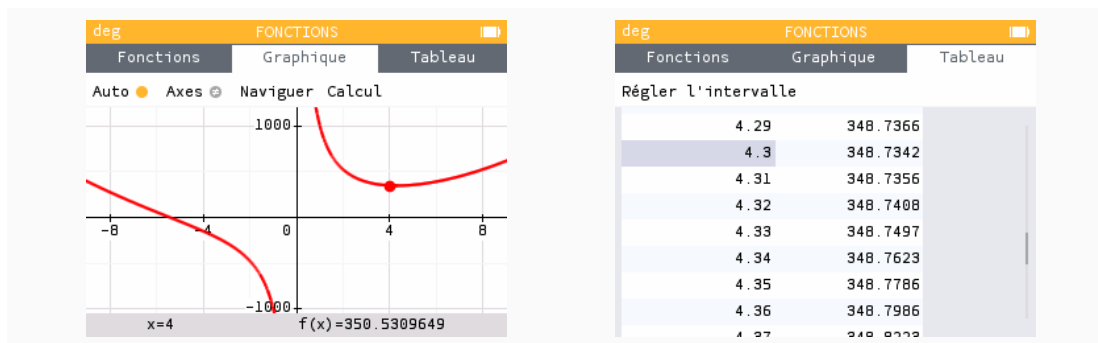 deg FONCTIONS
Fonctions Graphique Tableau
Auto Axes Naviguer Calcul
1000
-8 -4 0 4 8
-1000
x=4 f(x)=350.5309649
deg FONCTIONS
Fonctions Graphique Tableau
Régler l'intervalle
4.29 348.7366
4.3 348.7342
4.31 348.7356
4.32 348.7408
4.33 348.7497
4.34 348.7623
4.35 348.7786
4.36 348.7986